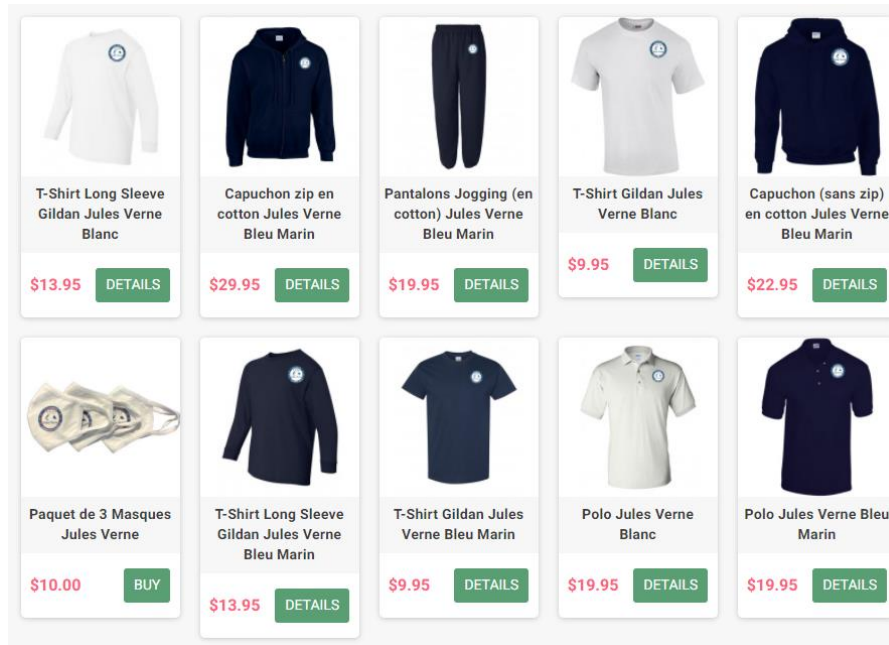 T-Shirt Long Sleeve
Gildan Jules Verne
Blanc
$13.95 DETAILS
Capuchon zip en
cotton Jules Verne
Bleu Marin
$29.95 DETAILS
Pantalons Jogging (en
cotton) Jules Verne
Bleu Marin
$19.95 DETAILS
T-Shirt Gildan Jules
Verne Blanc
$9.95 DETAILS
Capuchon (sans zip)
en cotton Jules Verne
Bleu Marin
$22.95 DETAILS
Paquet de 3 Masques
Jules Verne
$10.00 BUY
T-Shirt Long Sleeve
Gildan Jules Verne
Bleu Marin
$13.95 DETAILS
T-Shirt Gildan Jules
Verne Bleu Marin
$9.95 DETAILS
Polo Jules Verne
Blanc
$19.95 DETAILS
Polo Jules Verne Bleu
Marin
$19.95 DETAILS